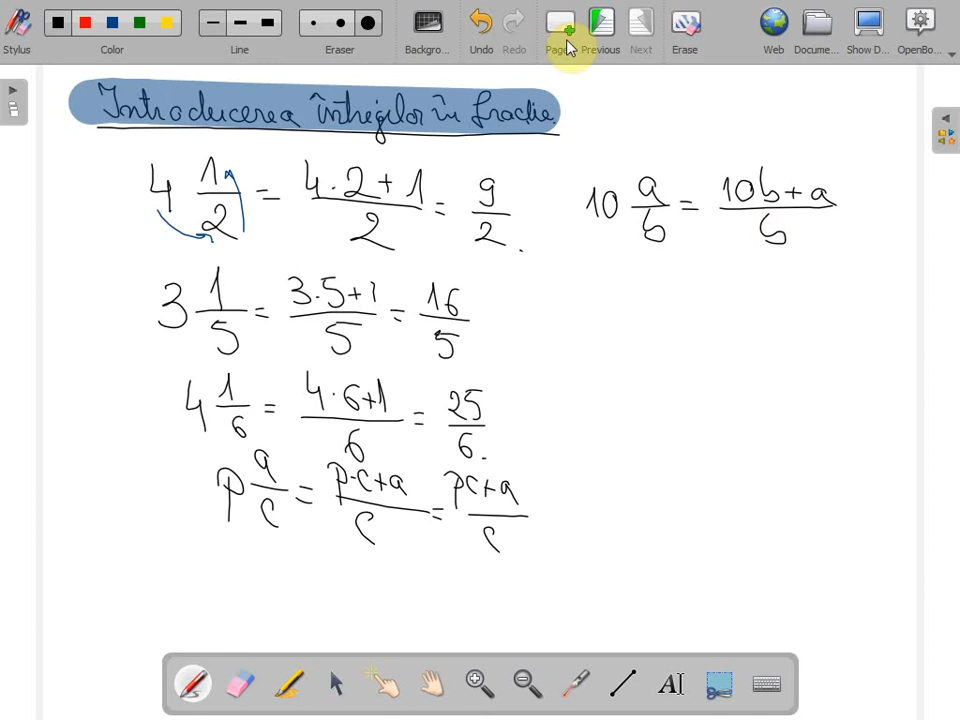 Stylus Color Line Eraser Backgro... Undo Redo Pages Previous Next Erase Web Docume... Show D... OpenBo...
Introducerea întregilor în fracție
4 1/2 = (4·2+1)/2 = 9/2.
10 a/b = (10b+a)/b
3 1/5 = (3·5+1)/5 = 16/5
4 1/6 = (4·6+1)/6 = 25/6.
p a/c = (p·c+a)/c = (pc+a)/c
A